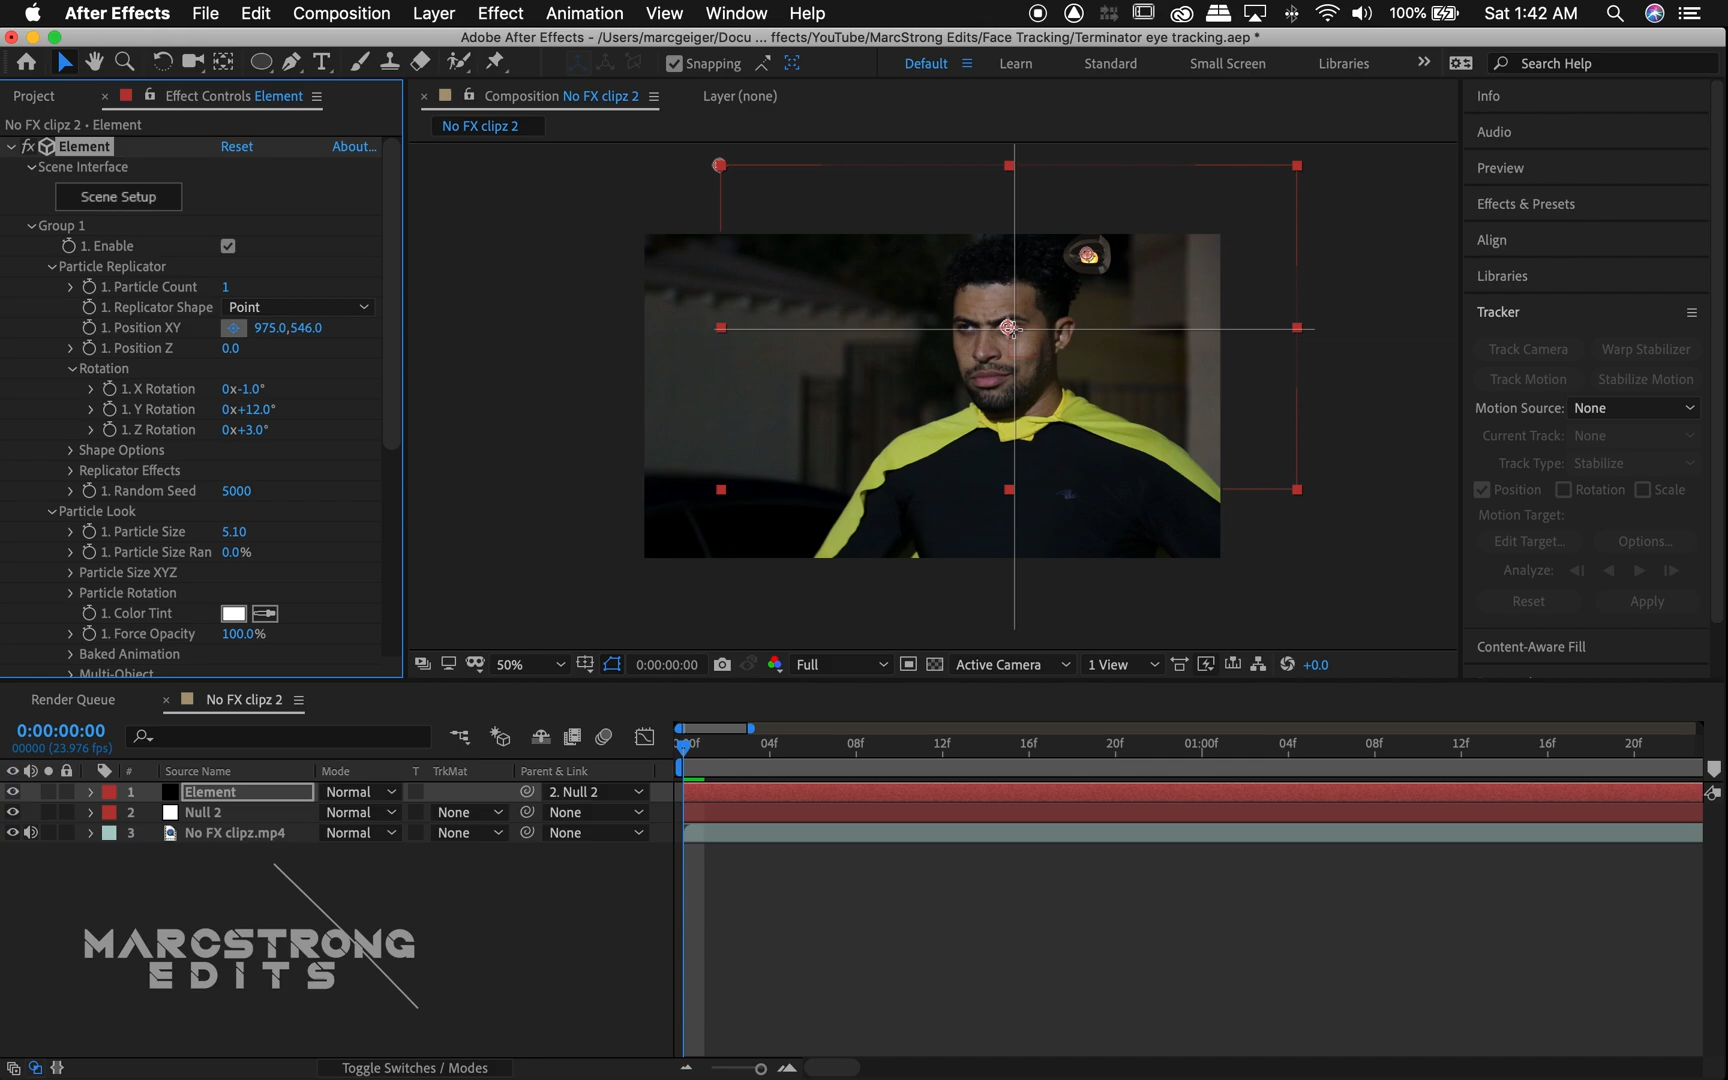 After Effects File Edit Composition Layer Effect Animation View Window Help 100% Sat 1:42 AM
Adobe After Effects - /Users/marcgeiger/Docu ... ffects/YouTube/MarcStrong Edits/Face Tracking/Terminator eye tracking.aep *
Snapping Default Learn Standard Small Screen Libraries Search Help
Project Effect Controls Element Composition No FX clipz 2 Layer (none) Info
No FX clipz 2 • Element No FX clipz 2
fx Element Reset About... Audio
Scene Interface Preview
Scene Setup Effects & Presets
Group 1 Align
1. Enable
Particle Replicator Libraries
1. Particle Count 1
1. Replicator Shape Point Tracker
1. Position XY 975.0,546.0
1. Position Z 0.0 Track Camera Warp Stabilizer
Rotation Track Motion Stabilize Motion
1. X Rotation 0x-1.0°
1. Y Rotation 0x+12.0° Motion Source: None
1. Z Rotation 0x+3.0° Current Track: None
Shape Options Track Type: Stabilize
Replicator Effects
1. Random Seed 5000 Position Rotation Scale
Particle Look Motion Target:
1. Particle Size 5.10 Edit Target... Options...
1. Particle Size Ran 0.0%
Particle Size XYZ Analyze:
Particle Rotation Reset Apply
1. Color Tint
1. Force Opacity 100.0% Content-Aware Fill
Baked Animation
Multi-Object
50% 0:00:00:00 Full Active Camera 1 View +0.0
Render Queue No FX clipz 2
0:00:00:00
00000 (23.976 fps)
04f 08f 12f 16f 20f 01:00f 04f 08f 12f 16f 20f
# Source Name Mode T TrkMat Parent & Link
1 Element Normal 2. Null 2
2 Null 2 Normal None None
3 No FX clipz.mp4 Normal None None
MARCSTRONG
EDITS
Toggle Switches / Modes